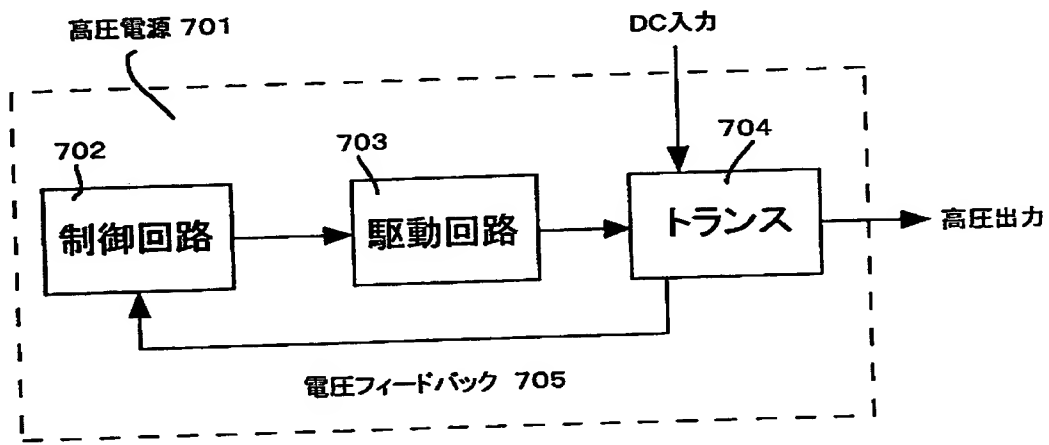 高圧電源 701
DC入力
702
703
704
制御回路
駆動回路
トランス
高圧出力
電圧フィードバック 705